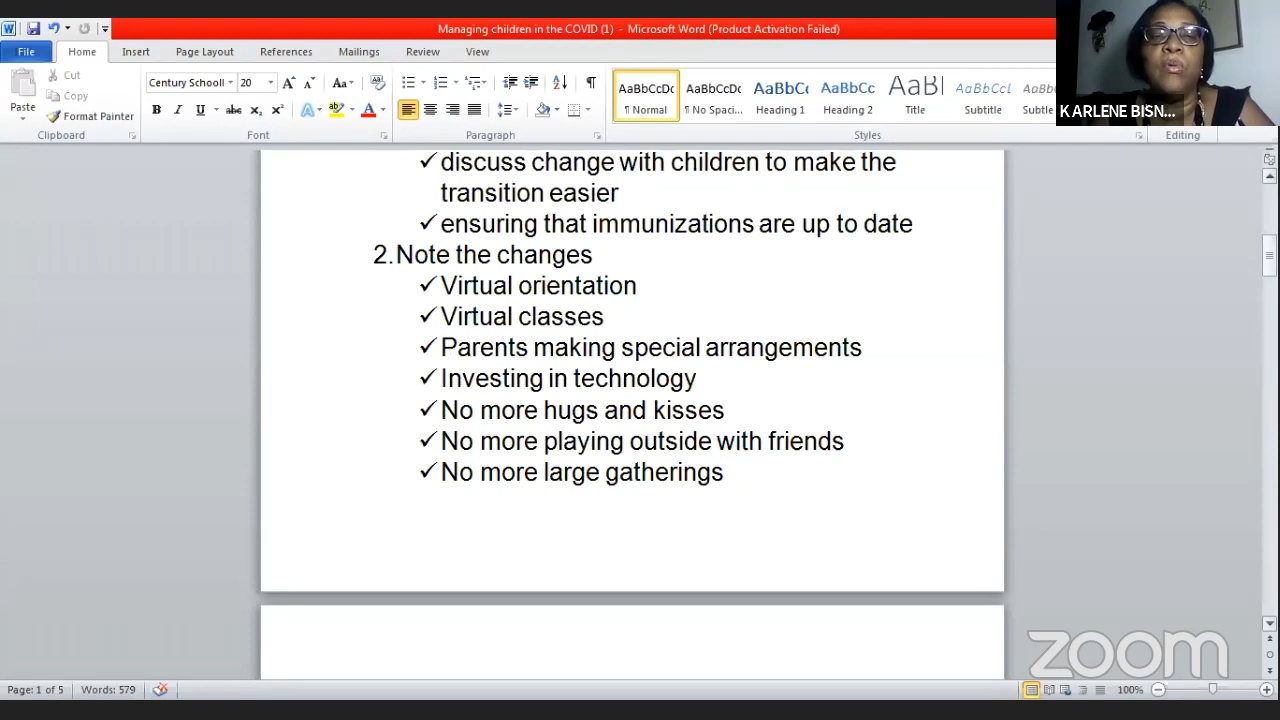 Managing children in the COVID (1) - Microsoft Word (Product Activation Failed)
File Home Insert Page Layout References Mailings Review View
Cut
Copy
Format Painter
Paste
Clipboard
Century Schooll 20
Font
Paragraph
AaBbCcDc AaBbCcDc AaBbCc AaBbCc AaBl AaBbCcL AaBbCcL
¶ Normal ¶ No Spaci... Heading 1 Heading 2 Title Subtitle Subtle
Styles
Editing
KARLENE BISN...
✓ discuss change with children to make the
transition easier
✓ ensuring that immunizations are up to date
2. Note the changes
✓ Virtual orientation
✓ Virtual classes
✓ Parents making special arrangements
✓ Investing in technology
✓ No more hugs and kisses
✓ No more playing outside with friends
✓ No more large gatherings
zoom
Page: 1 of 5 Words: 579
100%